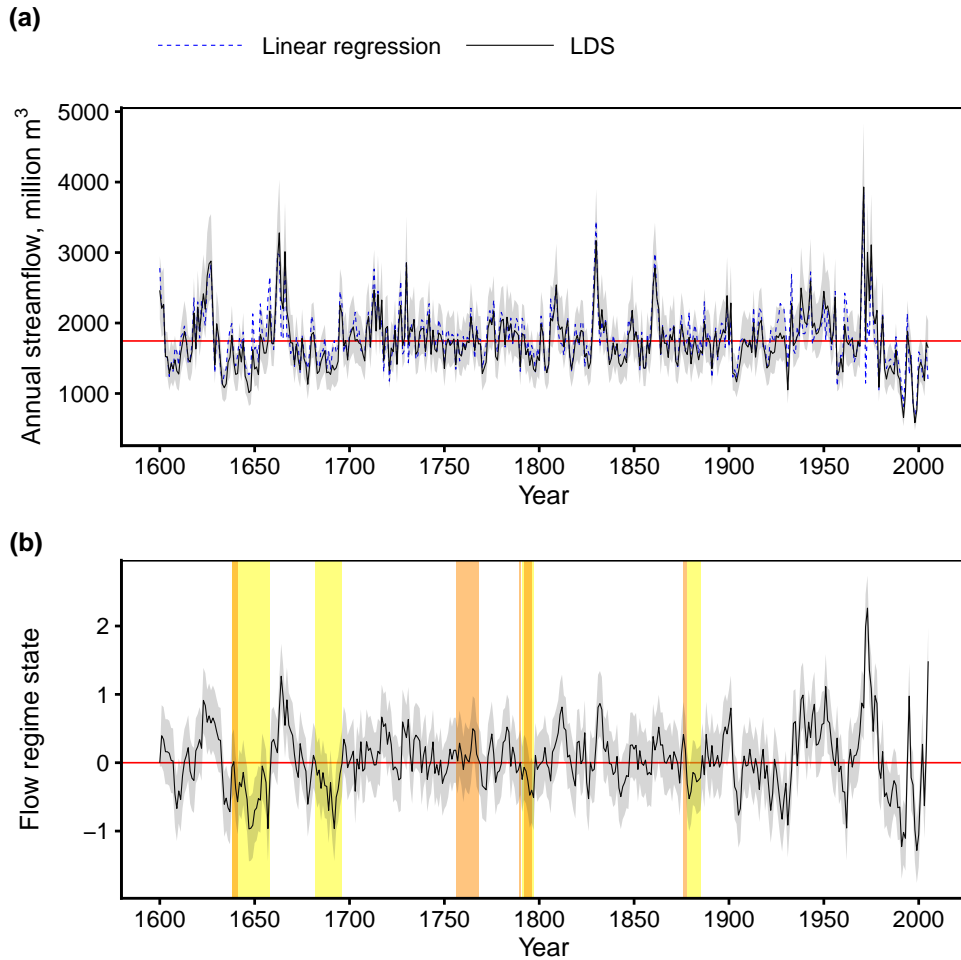 (a)
Linear regression LDS
Annual streamflow, million m³
5000
4000
3000
2000
1000
1600 1650 1700 1750 1800 1850 1900 1950 2000
Year
(b)
Flow regime state
2
1
0
−1
1600 1650 1700 1750 1800 1850 1900 1950 2000
Year